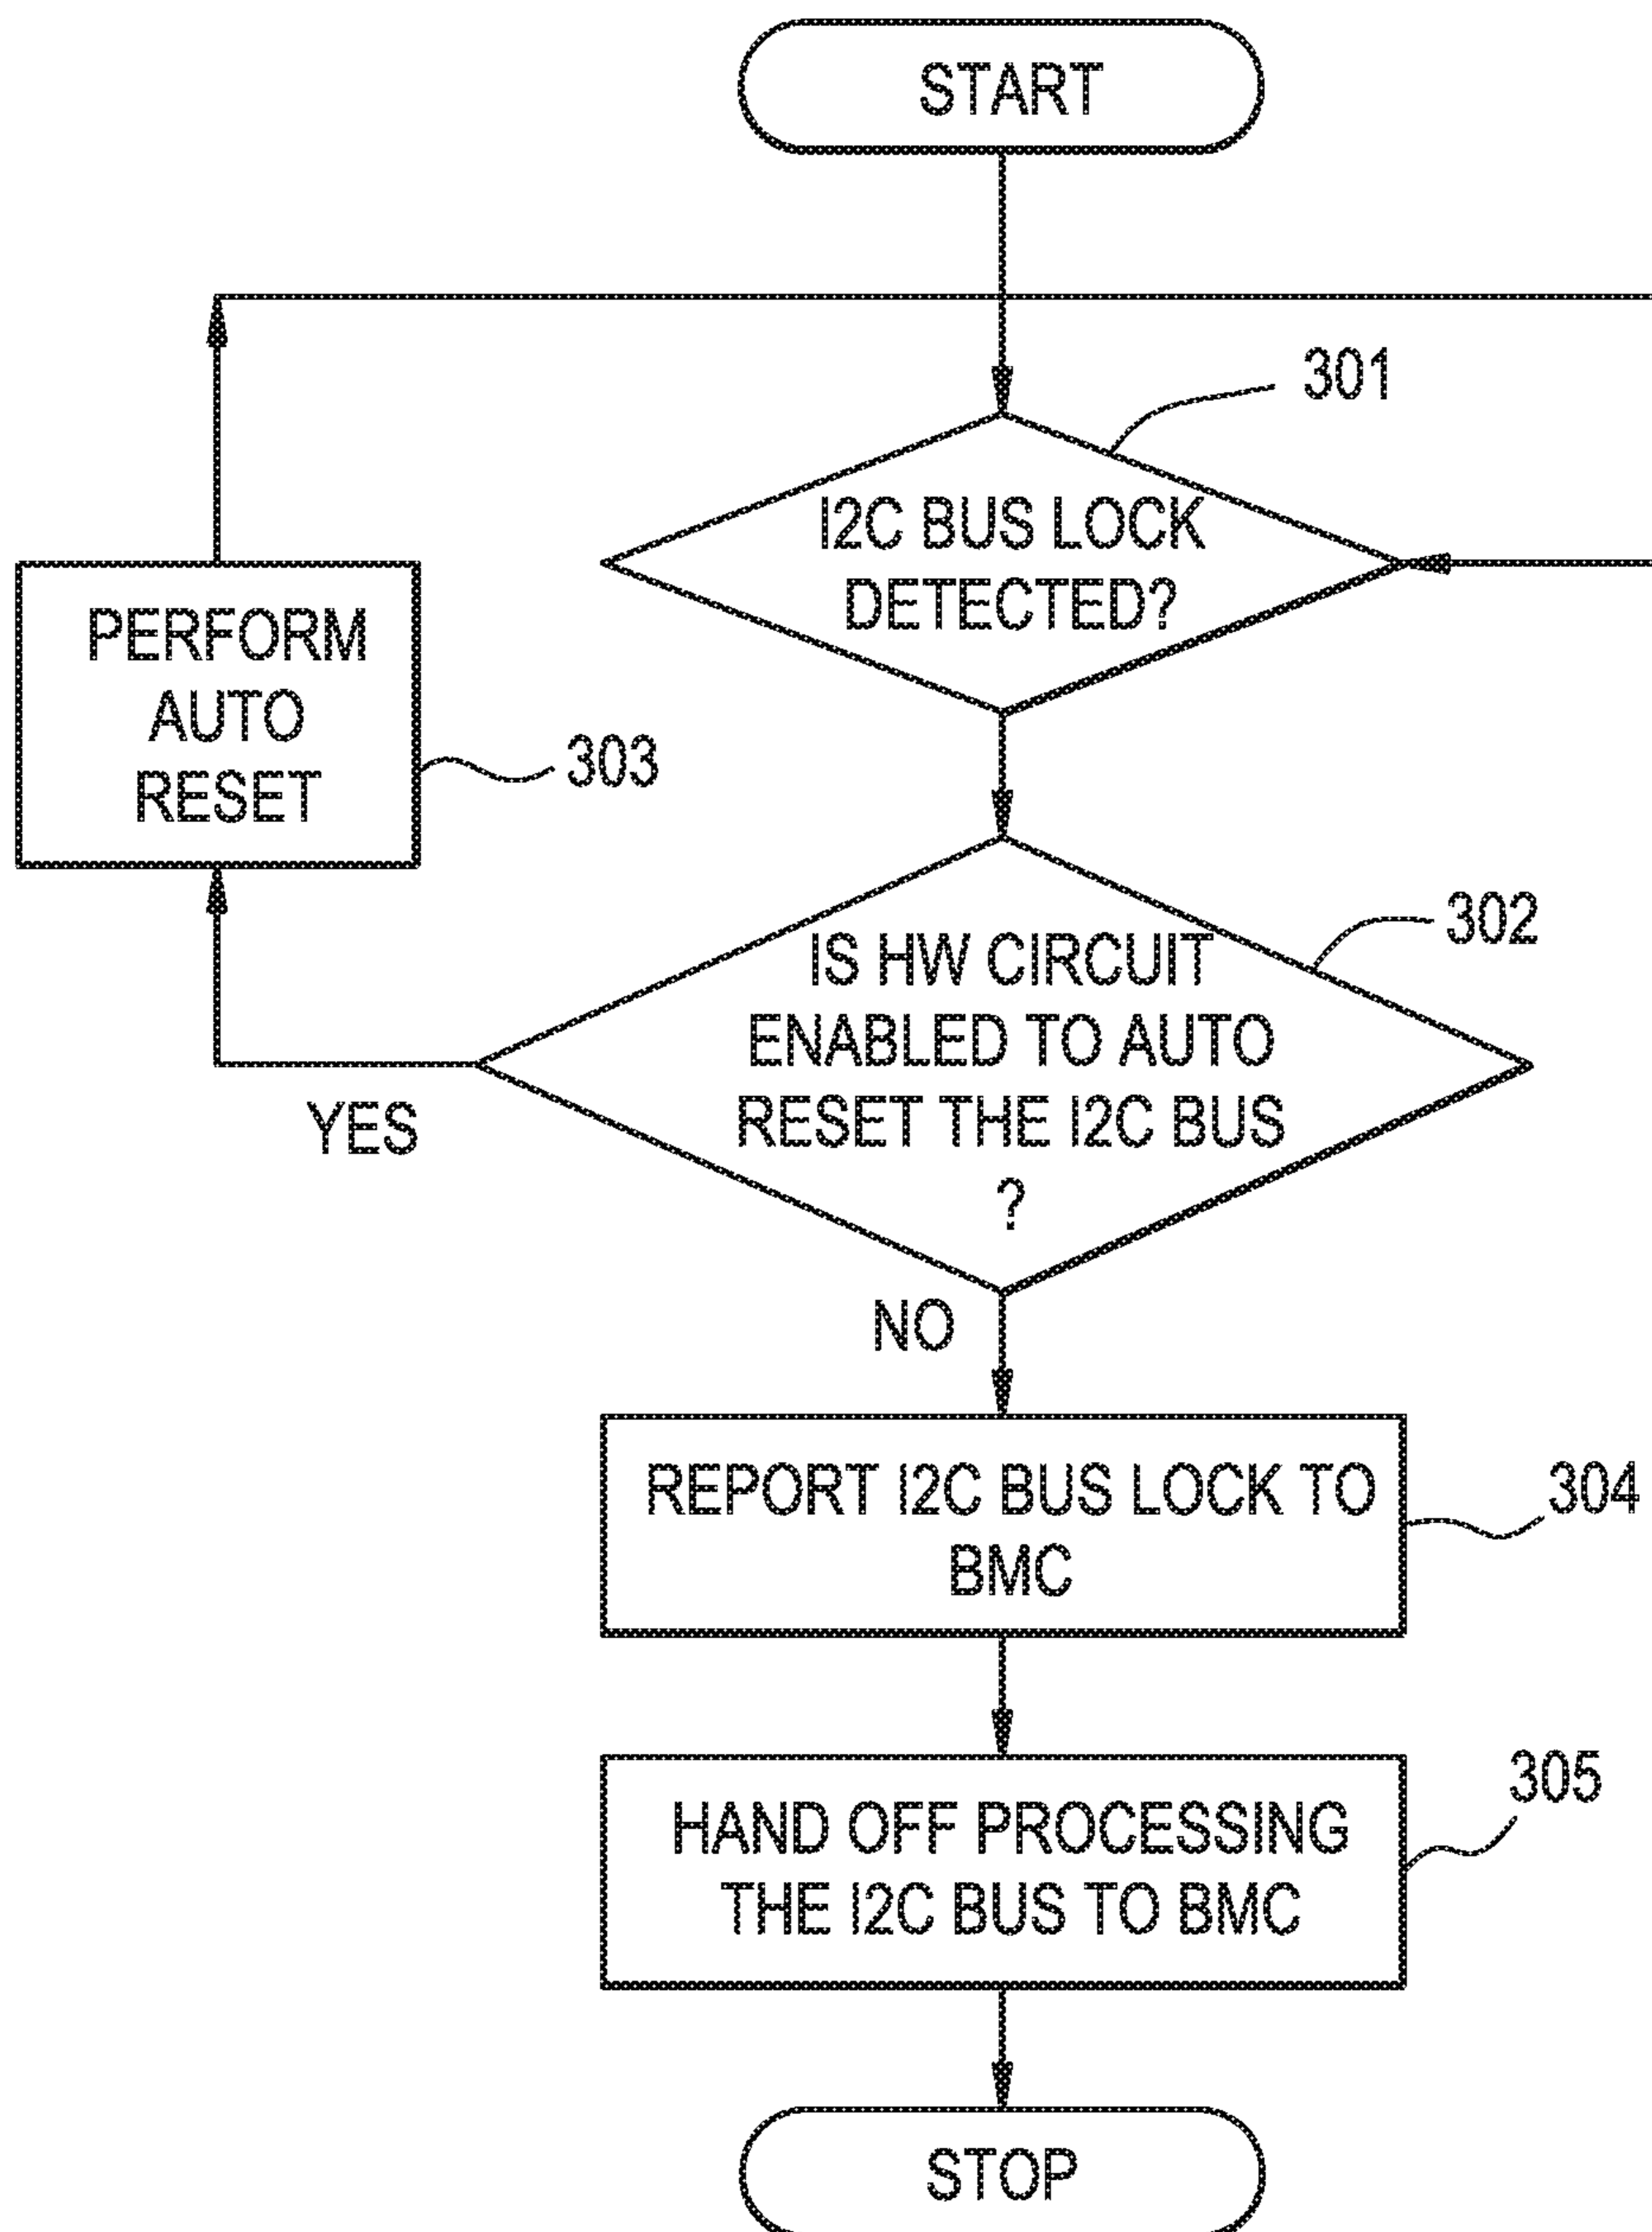 START
301
I2C BUS LOCK
DETECTED?
PERFORM
AUTO
RESET
303
302
IS HW CIRCUIT
ENABLED TO AUTO
RESET THE I2C BUS
?
YES
NO
REPORT I2C BUS LOCK TO
BMC
304
305
HAND OFF PROCESSING
THE I2C BUS TO BMC
STOP